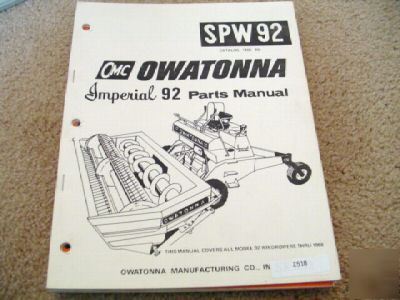 SPW 92
OMC OWATONNA
Imperial 92 Parts Manual
OWATONNA
OWATONNA
THIS MANUAL COVERS ALL MODEL 92 WINDROWERS THRU 1968
OWATONNA MANUFACTURING CO., IN